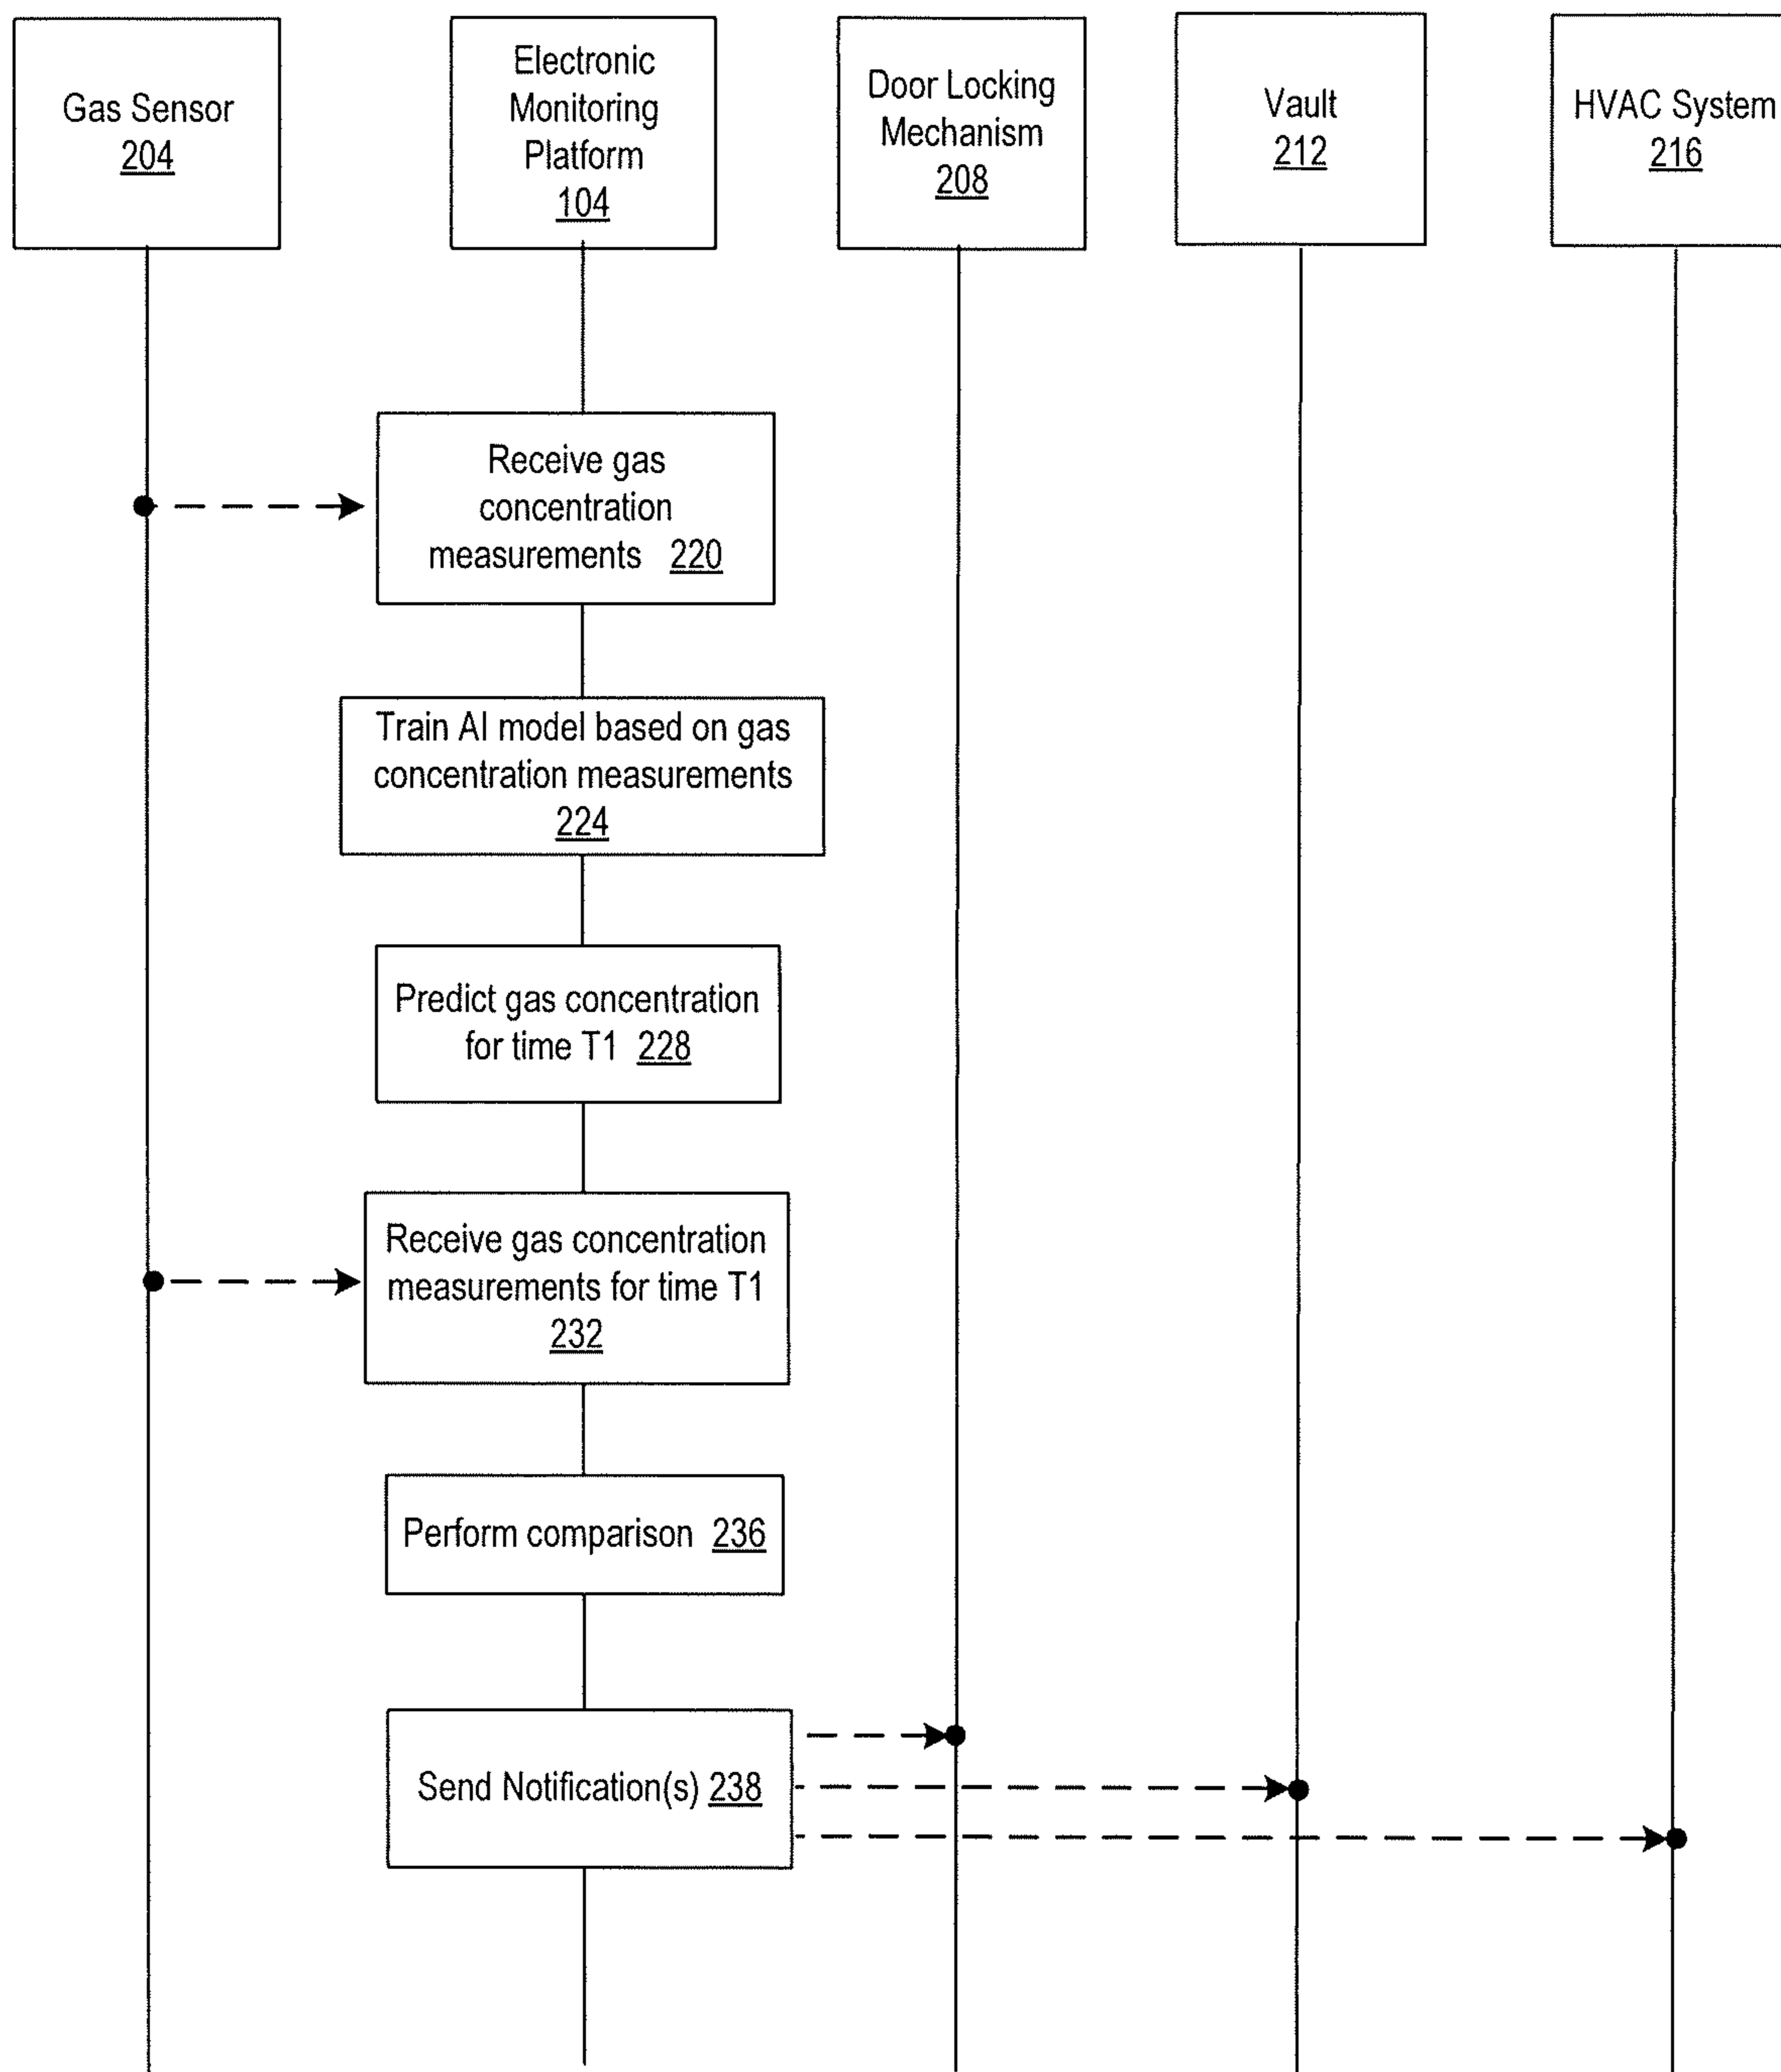 Gas Sensor
204
Electronic
Monitoring
Platform
104
Door Locking
Mechanism
208
Vault
212
HVAC System
216
Receive gas
concentration
measurements 220
Train AI model based on gas
concentration measurements
224
Predict gas concentration
for time T1 228
Receive gas concentration
measurements for time T1
232
Perform comparison 236
Send Notification(s) 238